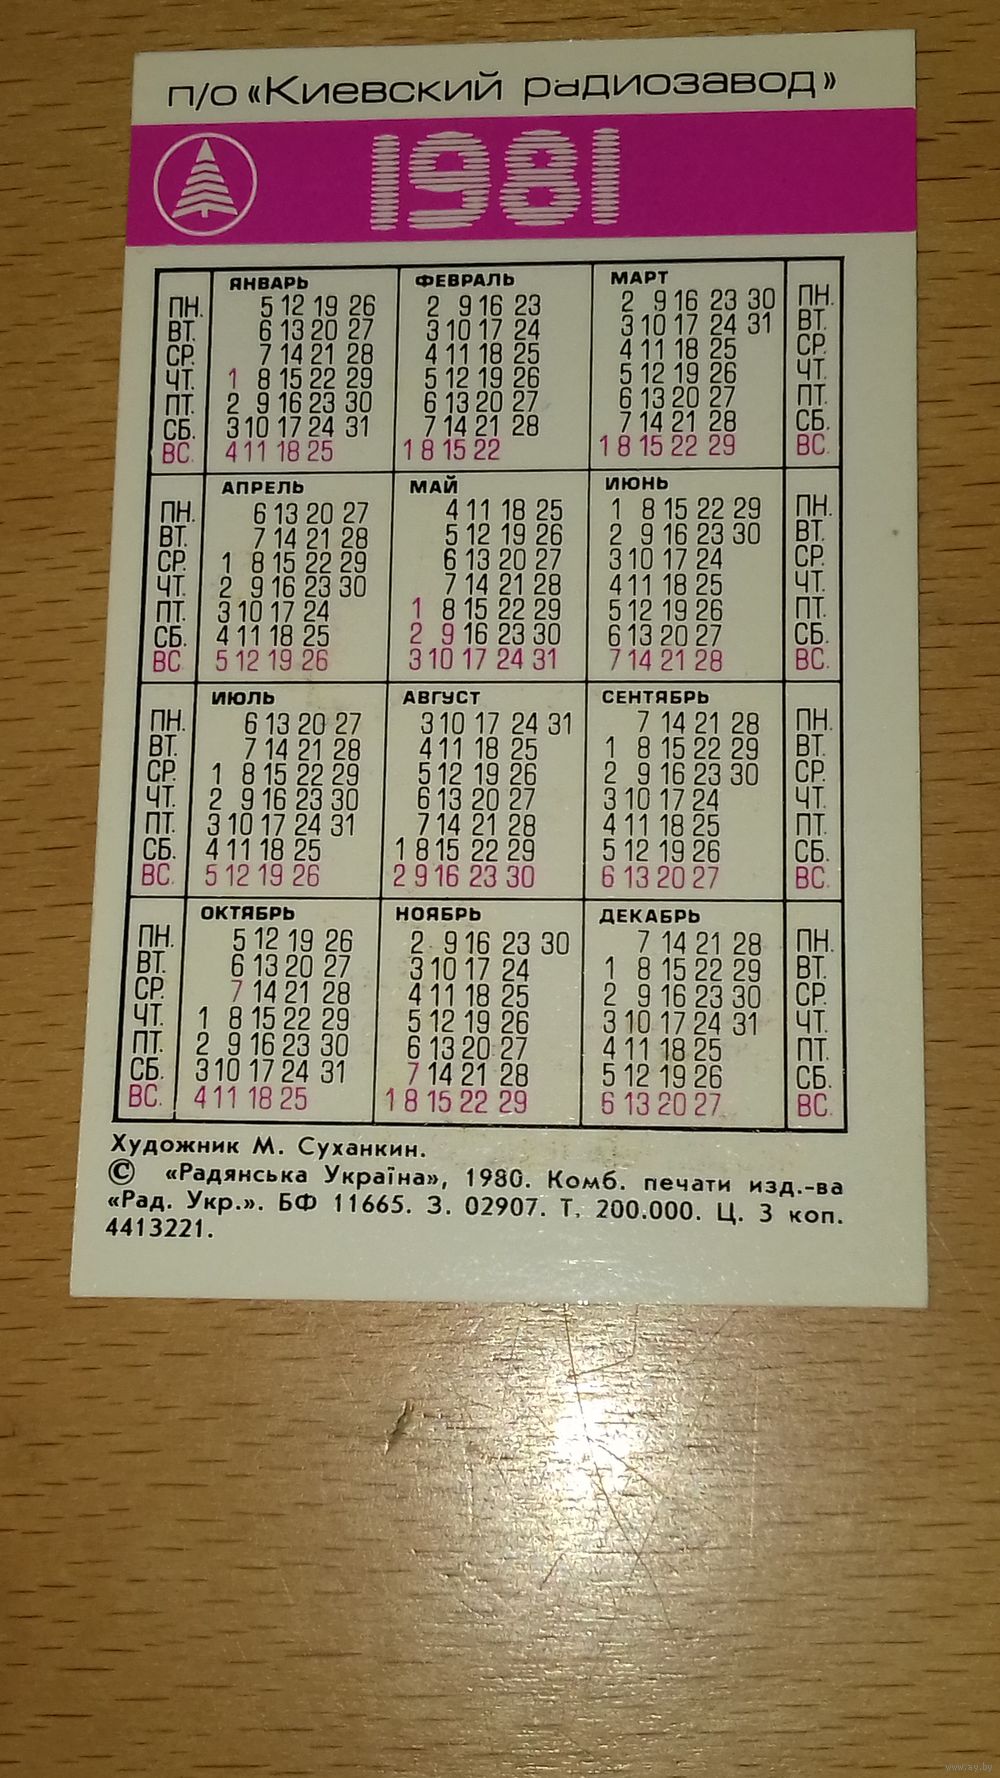 п/о «Киевский радиозавод»
1981
ЯНВАРЬ ФЕВРАЛЬ МАРТ
ПН. 5 12 19 26 2 9 16 23 2 9 16 23 30 ПН.
ВТ. 6 13 20 27 3 10 17 24 3 10 17 24 31 ВТ.
СР. 7 14 21 28 4 11 18 25 4 11 18 25 СР.
ЧТ. 1 8 15 22 29 5 12 19 26 5 12 19 26 ЧТ.
ПТ. 2 9 16 23 30 6 13 20 27 6 13 20 27 ПТ.
СБ. 3 10 17 24 31 7 14 21 28 7 14 21 28 СБ.
ВС. 4 11 18 25 1 8 15 22 1 8 15 22 29 ВС.
АПРЕЛЬ МАЙ ИЮНЬ
ПН. 6 13 20 27 4 11 18 25 1 8 15 22 29 ПН.
ВТ. 7 14 21 28 5 12 19 26 2 9 16 23 30 ВТ.
СР. 1 8 15 22 29 6 13 20 27 3 10 17 24 СР.
ЧТ. 2 9 16 23 30 7 14 21 28 4 11 18 25 ЧТ.
ПТ. 3 10 17 24 1 8 15 22 29 5 12 19 26 ПТ.
СБ. 4 11 18 25 2 9 16 23 30 6 13 20 27 СБ.
ВС 5 12 19 26 3 10 17 24 31 7 14 21 28 ВС.
ИЮЛЬ АВГУСТ СЕНТЯБРЬ
ПН. 6 13 20 27 3 10 17 24 31 7 14 21 28 ПН.
ВТ. 7 14 21 28 4 11 18 25 1 8 15 22 29 ВТ.
СР. 1 8 15 22 29 5 12 19 26 2 9 16 23 30 СР.
ЧТ. 2 9 16 23 30 6 13 20 27 3 10 17 24 ЧТ.
ПТ. 3 10 17 24 31 7 14 21 28 4 11 18 25 ПТ.
СБ. 4 11 18 25 1 8 15 22 29 5 12 19 26 СБ.
ВС. 5 12 19 26 2 9 16 23 30 6 13 20 27 ВС.
ОКТЯБРЬ НОЯБРЬ ДЕКАБРЬ
ПН. 5 12 19 26 2 9 16 23 30 7 14 21 28 ПН.
ВТ. 6 13 20 27 3 10 17 24 1 8 15 22 29 ВТ.
СР. 7 14 21 28 4 11 18 25 2 9 16 23 30 СР.
ЧТ. 1 8 15 22 29 5 12 19 26 3 10 17 24 31 ЧТ.
ПТ. 2 9 16 23 30 6 13 20 27 4 11 18 25 ПТ.
СБ. 3 10 17 24 31 7 14 21 28 5 12 19 26 СБ.
ВС. 4 11 18 25 1 8 15 22 29 6 13 20 27 ВС.
Художник М. Суханкин.
© «Радянська Україна», 1980. Комб. печати изд.-ва
«Рад. Укр.». БФ 11665. З. 02907. Т. 200.000. Ц. 3 коп.
4413221.
www.ay.by